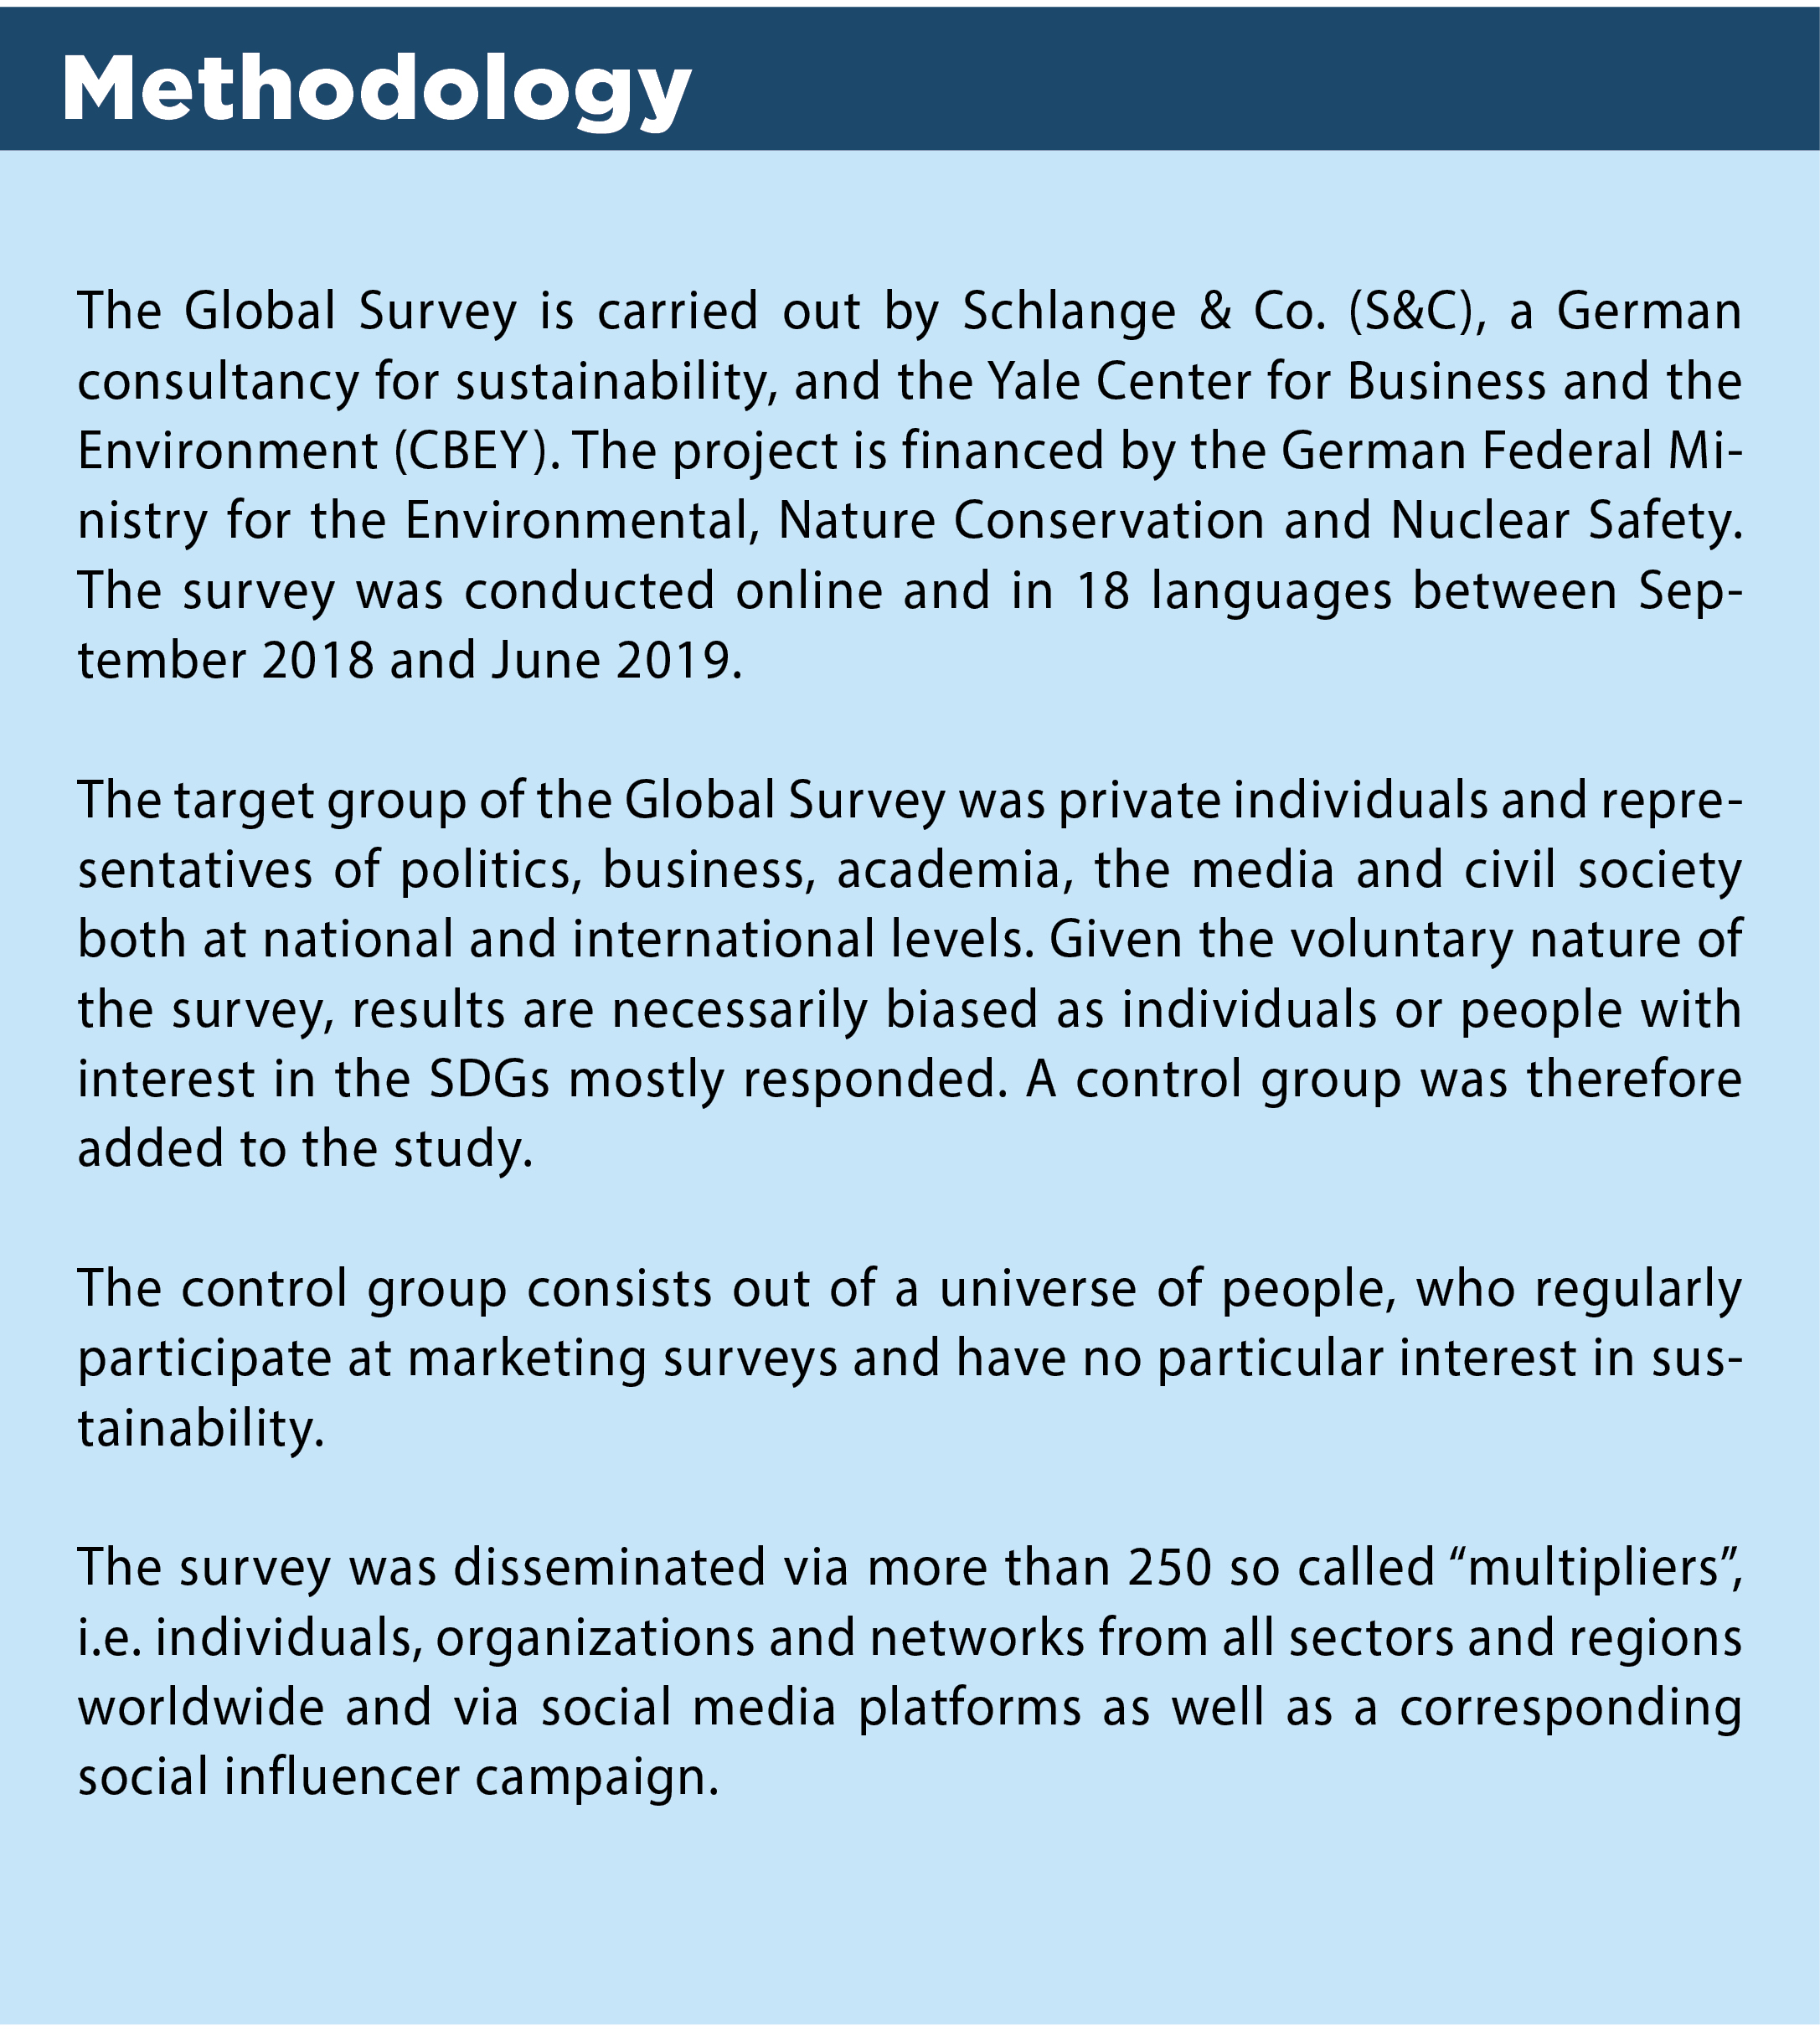 Methodology
The Global Survey is carried out by Schlange & Co. (S&C), a German
consultancy for sustainability, and the Yale Center for Business and the
Environment (CBEY). The project is financed by the German Federal Mi-
nistry for the Environmental, Nature Conservation and Nuclear Safety.
The survey was conducted online and in 18 languages between Sep-
tember 2018 and June 2019.
The target group of the Global Survey was private individuals and repre-
sentatives of politics, business, academia, the media and civil society
both at national and international levels. Given the voluntary nature of
the survey, results are necessarily biased as individuals or people with
interest in the SDGs mostly responded. A control group was therefore
added to the study.
The control group consists out of a universe of people, who regularly
participate at marketing surveys and have no particular interest in sus-
tainability.
The survey was disseminated via more than 250 so called “multipliers”,
i.e. individuals, organizations and networks from all sectors and regions
worldwide and via social media platforms as well as a corresponding
social influencer campaign.